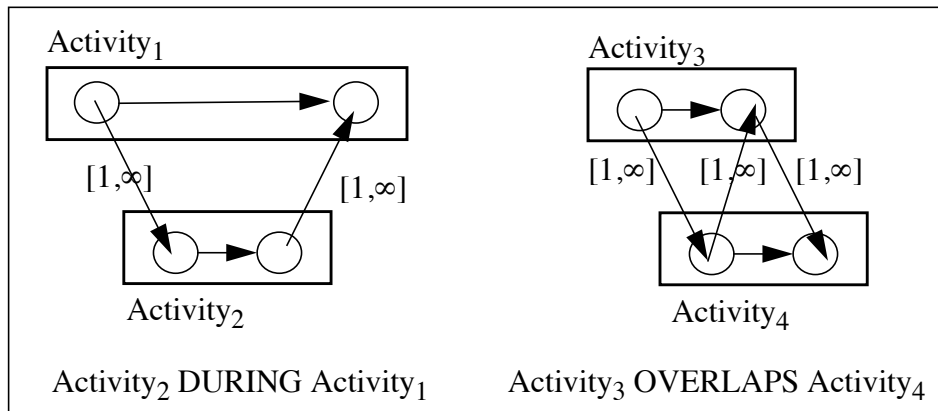 Activity₁
[1,∞]
[1,∞]
Activity₂
Activity₂ DURING Activity₁
Activity₃
[1,∞] [1,∞] [1,∞]
Activity₄
Activity₃ OVERLAPS Activity₄